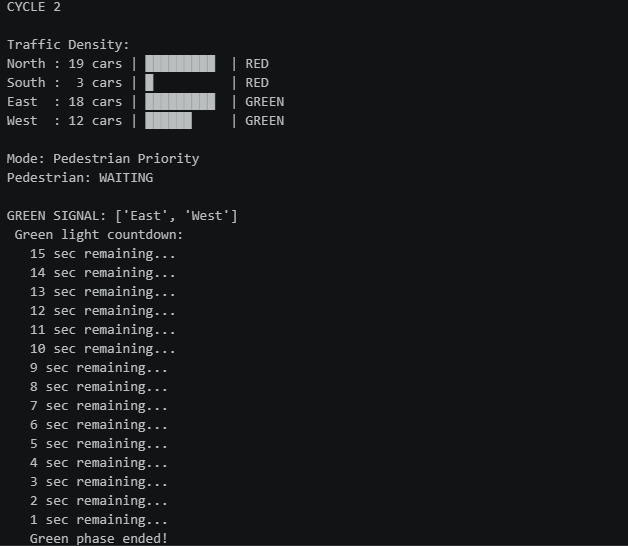 CYCLE 2
Traffic Density:
North : 19 cars | █████████ | RED
South :  3 cars | █ | RED
East  : 18 cars | █████████ | GREEN
West  : 12 cars | ██████ | GREEN
Mode: Pedestrian Priority
Pedestrian: WAITING
GREEN SIGNAL: ['East', 'West']
Green light countdown:
15 sec remaining...
14 sec remaining...
13 sec remaining...
12 sec remaining...
11 sec remaining...
10 sec remaining...
9 sec remaining...
8 sec remaining...
7 sec remaining...
6 sec remaining...
5 sec remaining...
4 sec remaining...
3 sec remaining...
2 sec remaining...
1 sec remaining...
Green phase ended!